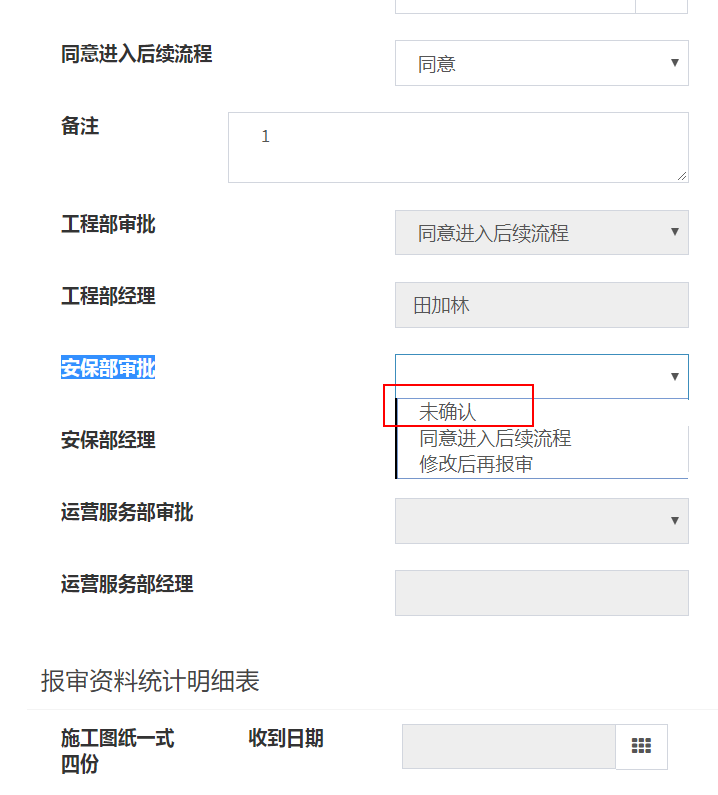 同意进入后续流程
同意
备注
1
工程部审批
同意进入后续流程
工程部经理
田加林
安保部审批
未确认
同意进入后续流程
安保部经理
修改后再报审
运营服务部审批
运营服务部经理
报审资料统计明细表
施工图纸一式
四份
收到日期